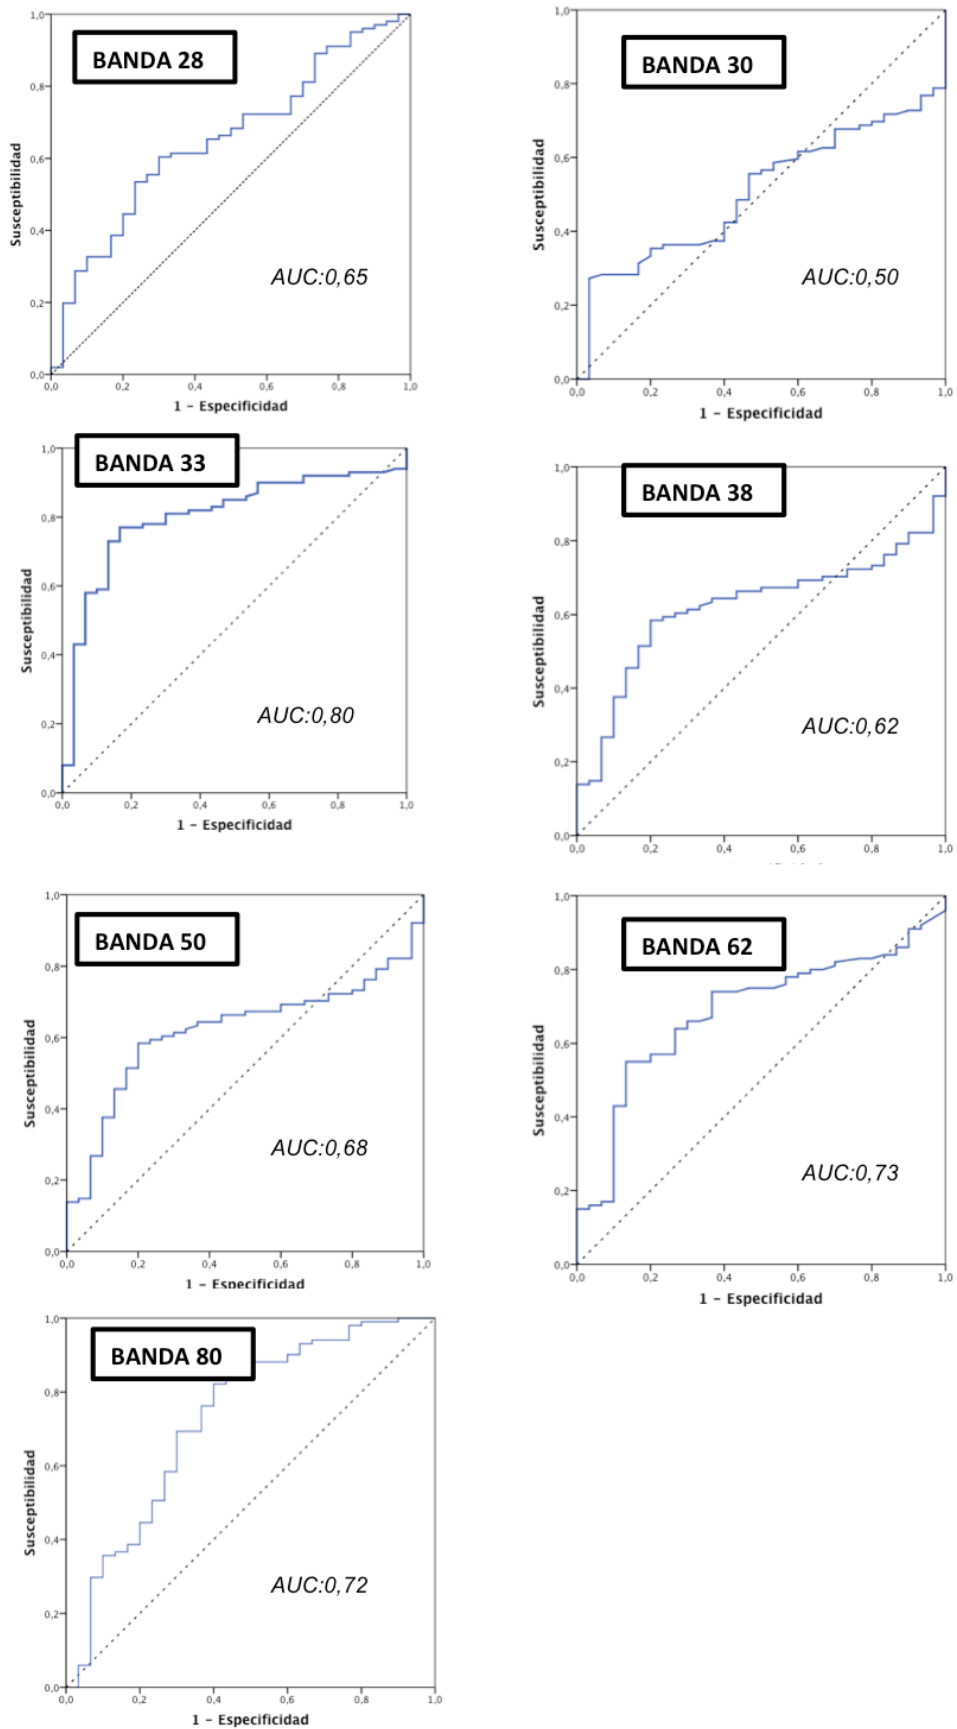 BANDA 28
1,0
0,8
0,6
0,4
0,2
0,0
Susceptibilidad
AUC:0,65
0,0 0,2 0,4 0,6 0,8 1,0
1 – Especificidad
BANDA 30
1,0
0,8
0,6
0,4
0,2
0,0
Susceptibilidad
AUC:0,50
0,0 0,2 0,4 0,6 0,8 1,0
1 – Especificidad
BANDA 33
1,0
0,8
0,6
0,4
0,2
0,0
Susceptibilidad
AUC:0,80
0,0 0,2 0,4 0,6 0,8 1,0
1 – Especificidad
BANDA 38
1,0
0,8
0,6
0,4
0,2
0,0
Susceptibilidad
AUC:0,62
0,0 0,2 0,4 0,6 0,8 1,0
BANDA 50
1,0
0,8
0,6
0,4
0,2
0,0
Susceptibilidad
AUC:0,68
0,0 0,2 0,4 0,6 0,8 1,0
1 – Especificidad
BANDA 62
1,0
0,8
0,6
0,4
0,2
0,0
Susceptibilidad
AUC:0,73
0,0 0,2 0,4 0,6 0,8 1,0
1 – Especificidad
BANDA 80
1,0
0,8
0,6
0,4
0,2
0,0
Susceptibilidad
AUC:0,72
0,0 0,2 0,4 0,6 0,8 1,0
1 – Especificidad